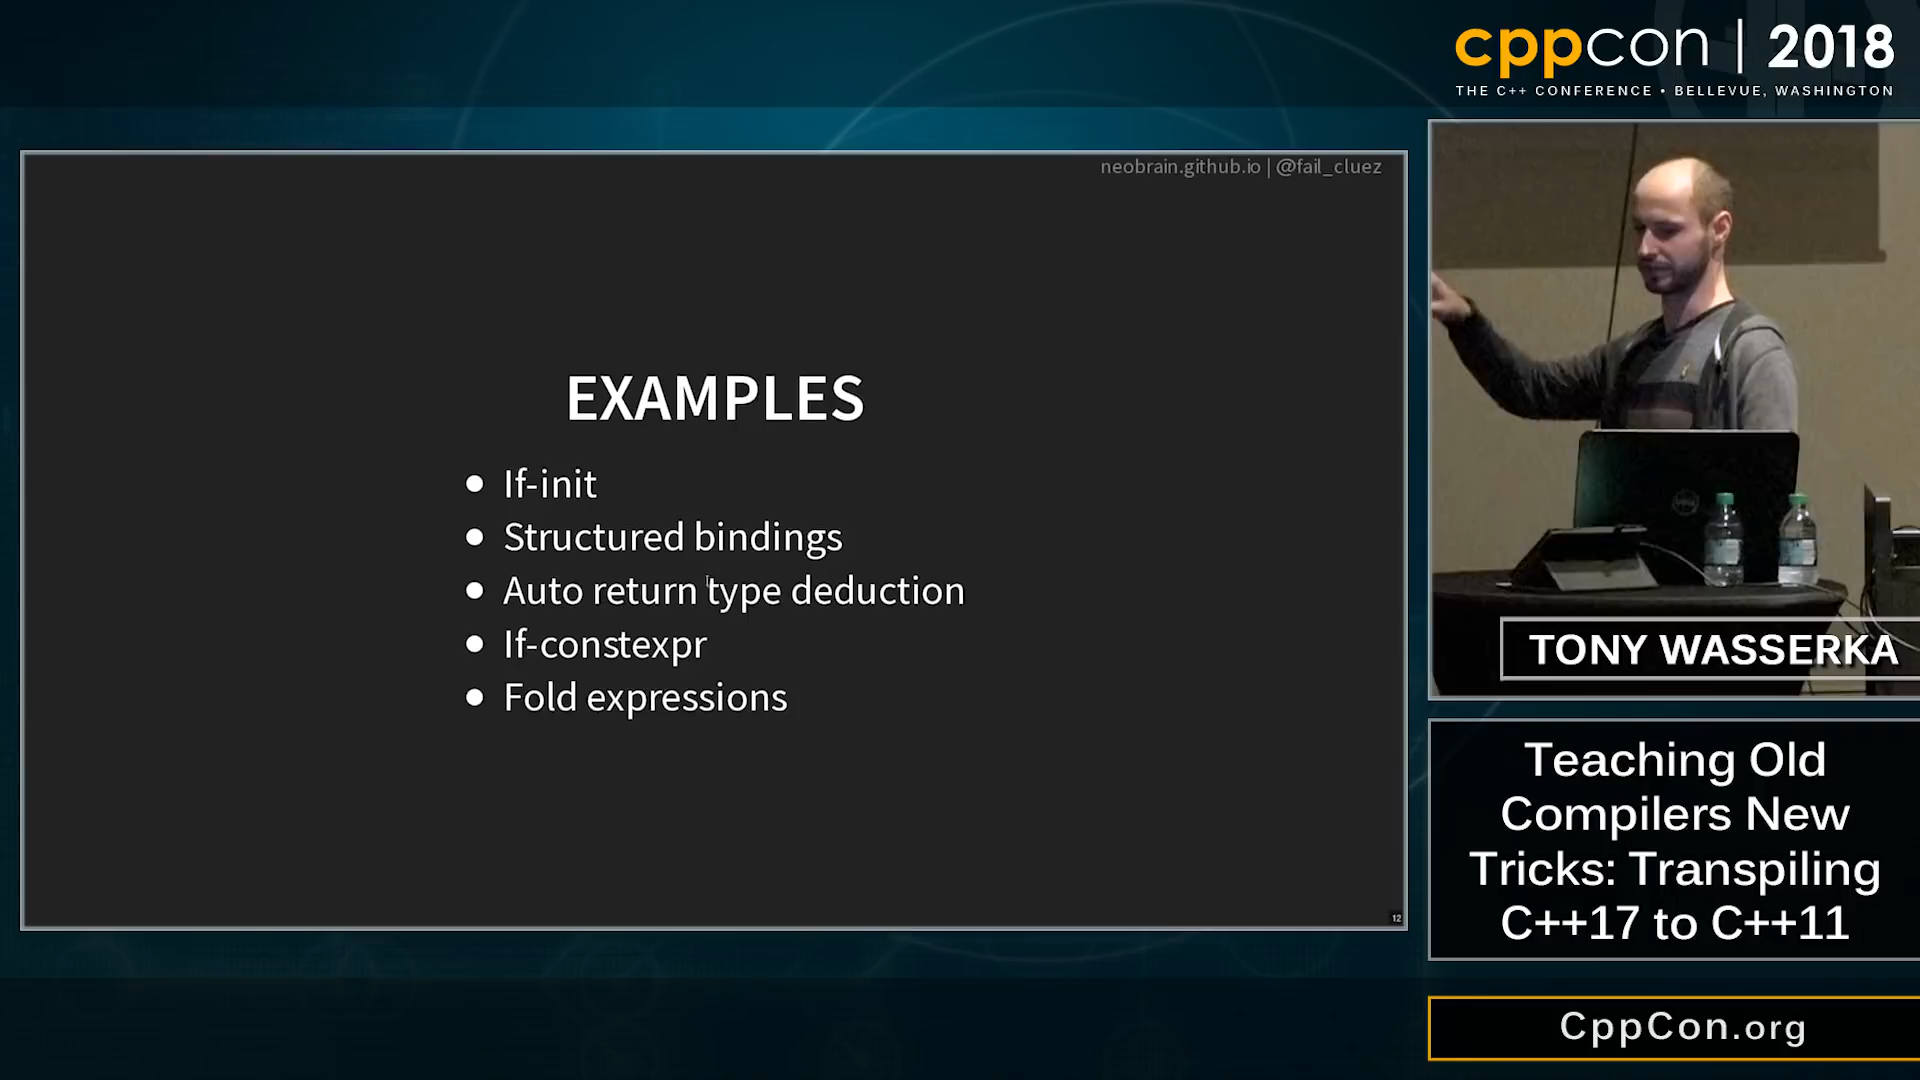 cppcon | 2018
THE C++ CONFERENCE • BELLEVUE, WASHINGTON
neobrain.github.io | @fail_cluez
EXAMPLES
• If-init
• Structured bindings
• Auto return type deduction
• If-constexpr
• Fold expressions
12
TONY WASSERKA
Teaching Old
Compilers New
Tricks: Transpiling
C++17 to C++11
CppCon.org